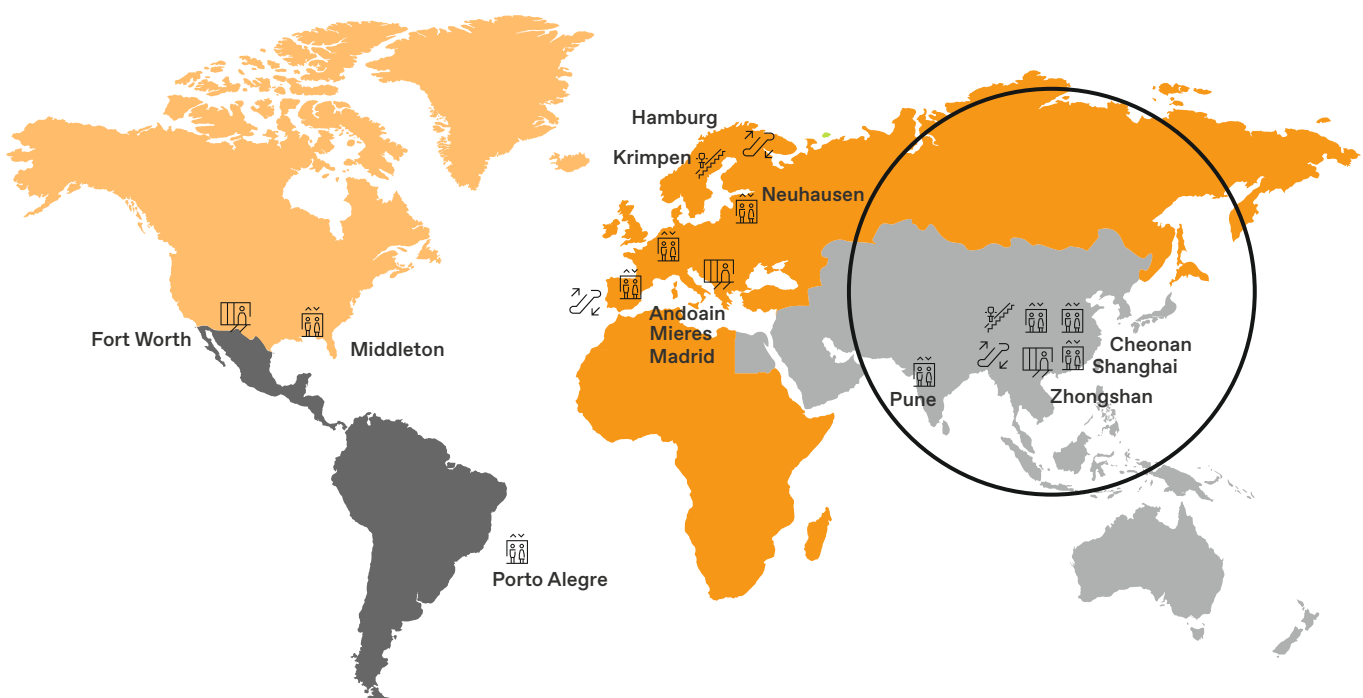 Hamburg
Krimpen
Neuhausen
Andoain
Mieres
Madrid
Fort Worth
Middleton
Cheonan
Shanghai
Zhongshan
Pune
Porto Alegre